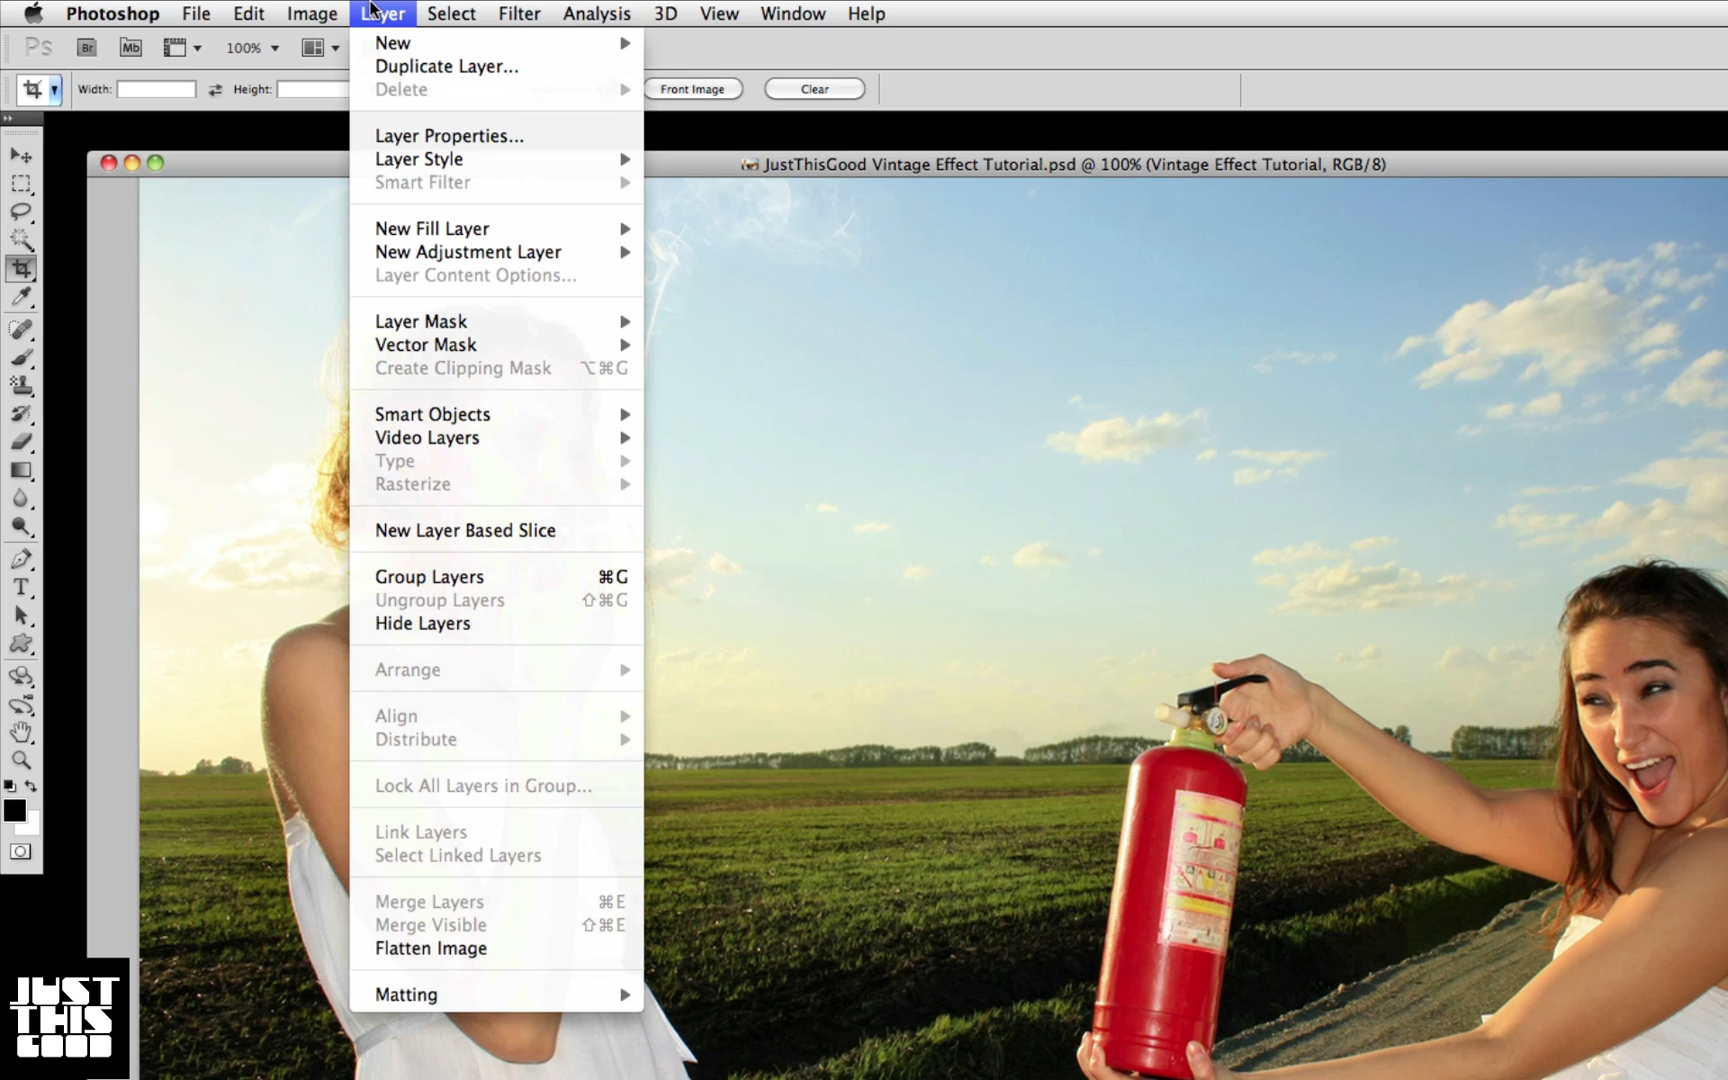 Photoshop File Edit Image Layer Select Filter Analysis 3D View Window Help
Ps Br Mb 100%
Width: Height: Front Image Clear
JustThisGood Vintage Effect Tutorial.psd @ 100% (Vintage Effect Tutorial, RGB/8)
New
Duplicate Layer...
Delete
Layer Properties...
Layer Style
Smart Filter
New Fill Layer
New Adjustment Layer
Layer Content Options...
Layer Mask
Vector Mask
Create Clipping Mask ⌥⌘G
Smart Objects
Video Layers
Type
Rasterize
New Layer Based Slice
Group Layers ⌘G
Ungroup Layers ⇧⌘G
Hide Layers
Arrange
Align
Distribute
Lock All Layers in Group...
Link Layers
Select Linked Layers
Merge Layers ⌘E
Merge Visible ⇧⌘E
Flatten Image
Matting
T
JUST
THIS
GOOD